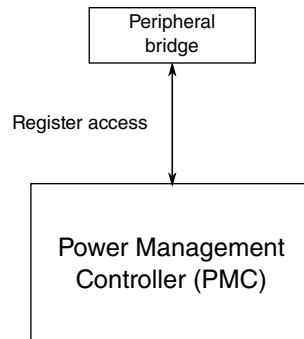 Peripheral
bridge
Register access
Power Management
Controller (PMC)